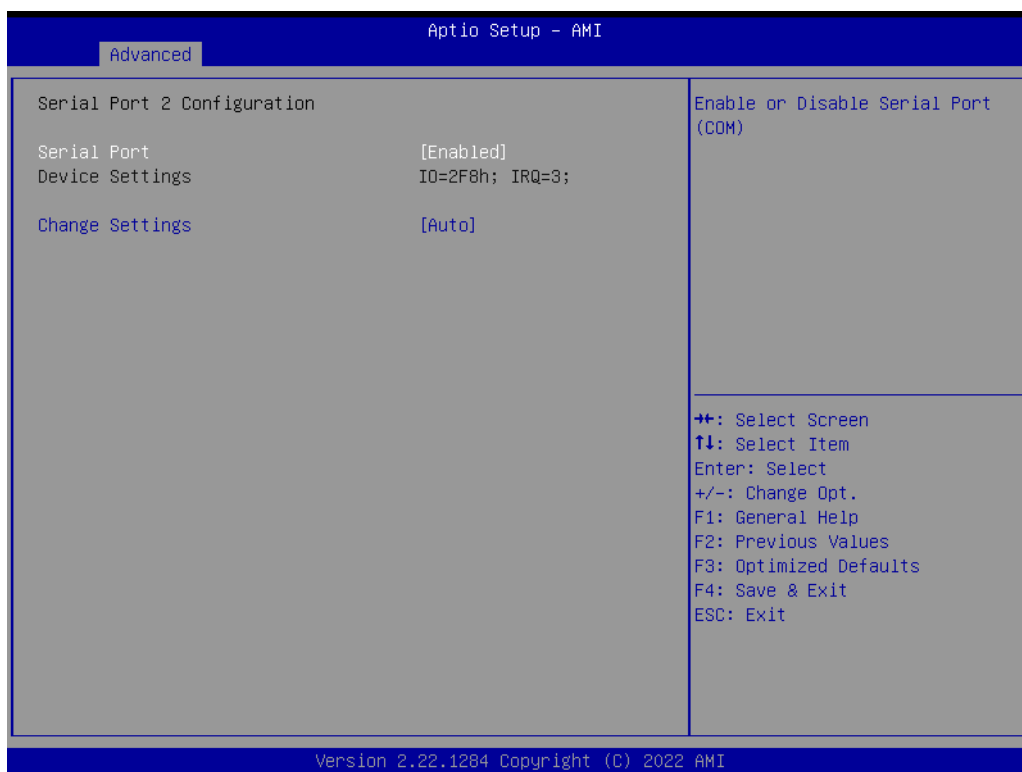 Aptio Setup - AMI
Advanced
Serial Port 2 Configuration
Serial Port [Enabled]
Device Settings IO=2F8h; IRQ=3;
Change Settings [Auto]
Enable or Disable Serial Port
(COM)
→←: Select Screen
↑↓: Select Item
Enter: Select
+/-: Change Opt.
F1: General Help
F2: Previous Values
F3: Optimized Defaults
F4: Save & Exit
ESC: Exit
Version 2.22.1284 Copyright (C) 2022 AMI